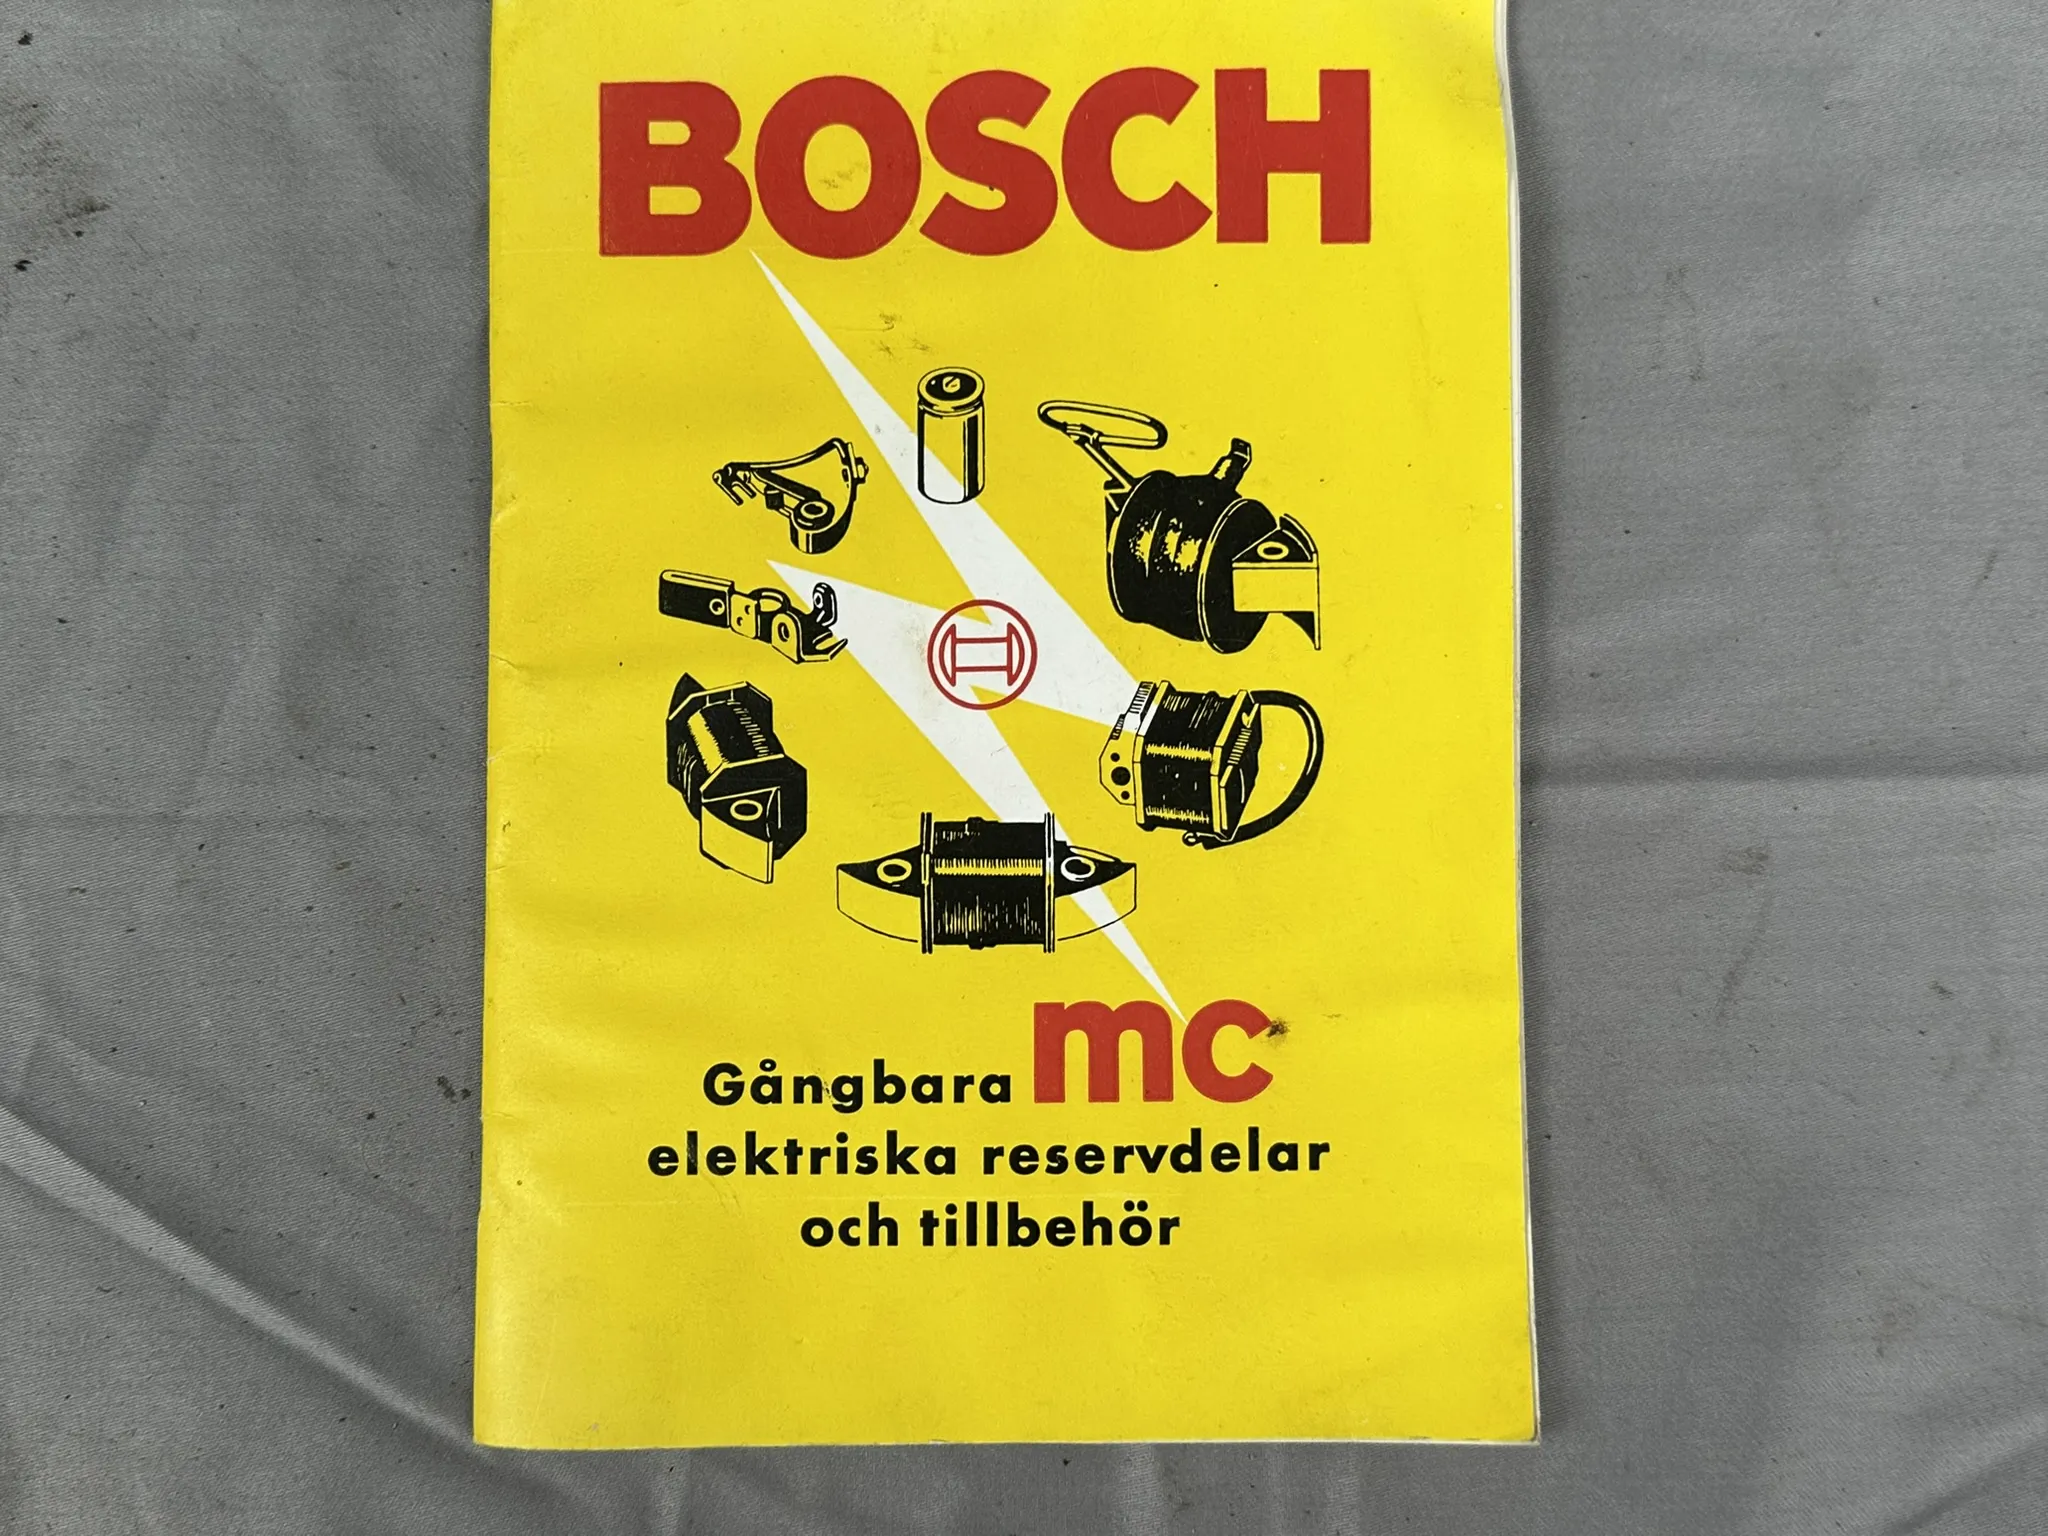 BOSCH
Gångbara mc
elektriska reservdelar
och tillbehör